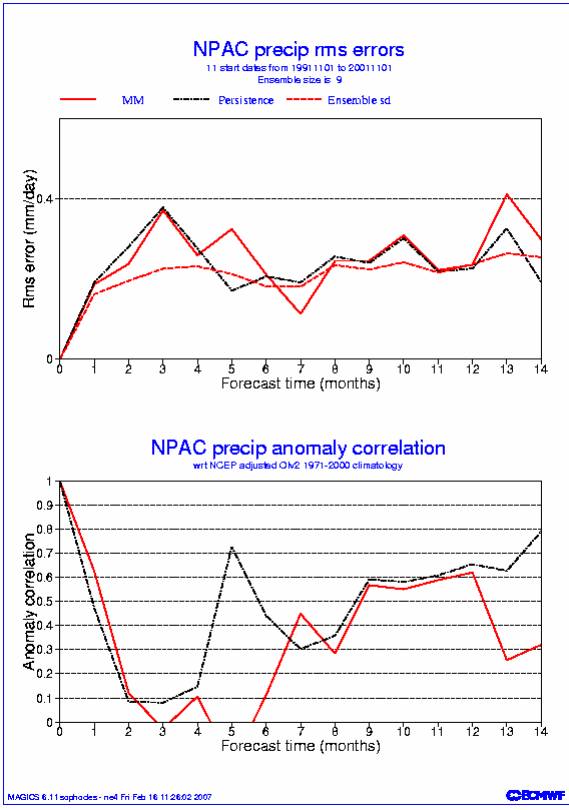 NPAC precip rms errors
11 start dates from 19911101 to 20011101
Ensemble size is 9
MM Persistence Ensemble sd
Rms error (mm/day)
0.4
0
0 1 2 3 4 5 6 7 8 9 10 11 12 13 14
Forecast time (months)
NPAC precip anomaly correlation
wrt NCEP adjusted OIv2 1971-2000 climatology
Anomaly correlation
1
0.9
0.8
0.7
0.6
0.5
0.4
0.3
0.2
0.1
0
0 1 2 3 4 5 6 7 8 9 10 11 12 13 14
Forecast time (months)
MAGICS 6.11 sophodes - ne4 Fri Feb 16 11:26:02 2007
ECMWF